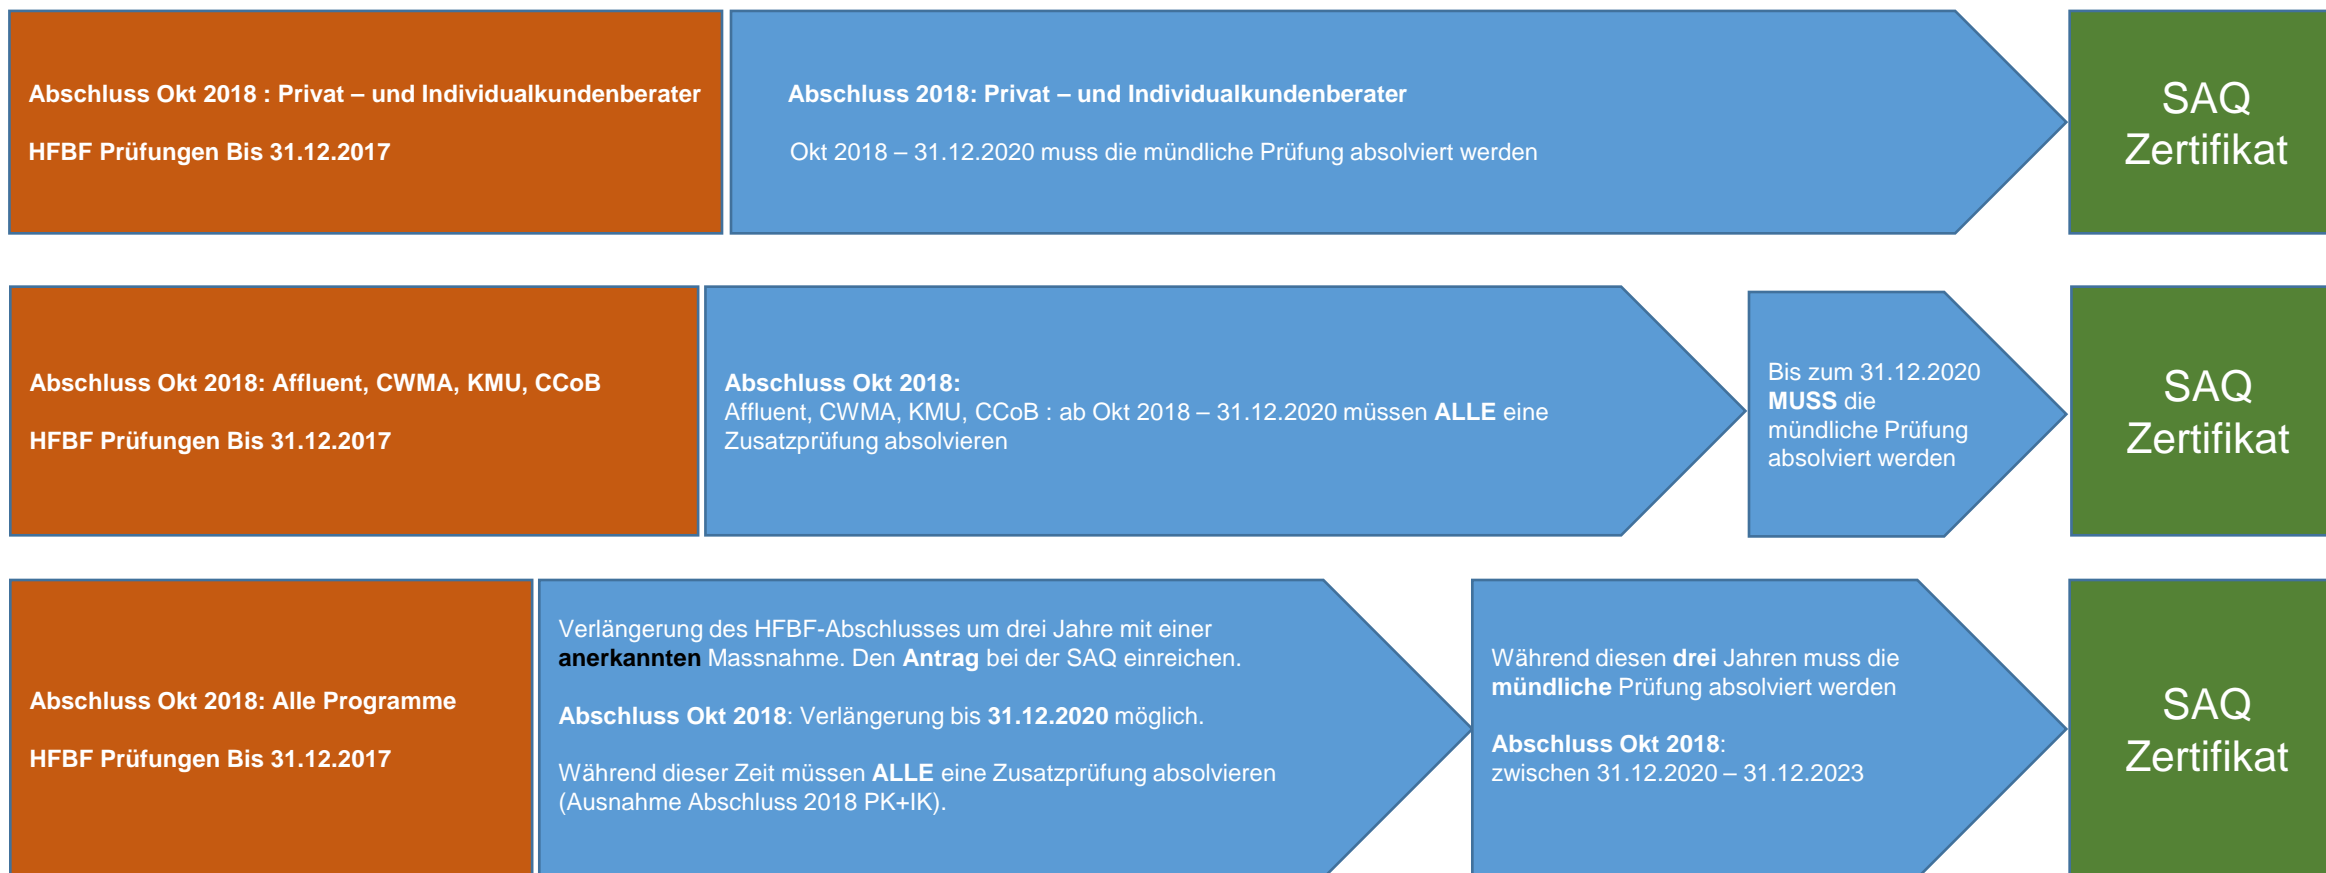 Abschluss Okt 2018 : Privat – und Individualkundenberater
HFBF Prüfungen Bis 31.12.2017
Abschluss 2018: Privat – und Individualkundenberater
Okt 2018 – 31.12.2020 muss die mündliche Prüfung absolviert werden
SAQ
Zertifikat
Abschluss Okt 2018: Affluent, CWMA, KMU, CCoB
HFBF Prüfungen Bis 31.12.2017
Abschluss Okt 2018:
Affluent, CWMA, KMU, CCoB : ab Okt 2018 – 31.12.2020 müssen ALLE eine
Zusatzprüfung absolvieren
Bis zum 31.12.2020
MUSS die
mündliche Prüfung
absolviert werden
SAQ
Zertifikat
Abschluss Okt 2018: Alle Programme
HFBF Prüfungen Bis 31.12.2017
Verlängerung des HFBF-Abschlusses um drei Jahre mit einer
anerkannten Massnahme. Den Antrag bei der SAQ einreichen.
Abschluss Okt 2018: Verlängerung bis 31.12.2020 möglich.
Während dieser Zeit müssen ALLE eine Zusatzprüfung absolvieren
(Ausnahme Abschluss 2018 PK+IK).
Während diesen drei Jahren muss die
mündliche Prüfung absolviert werden
Abschluss Okt 2018:
zwischen 31.12.2020 – 31.12.2023
SAQ
Zertifikat